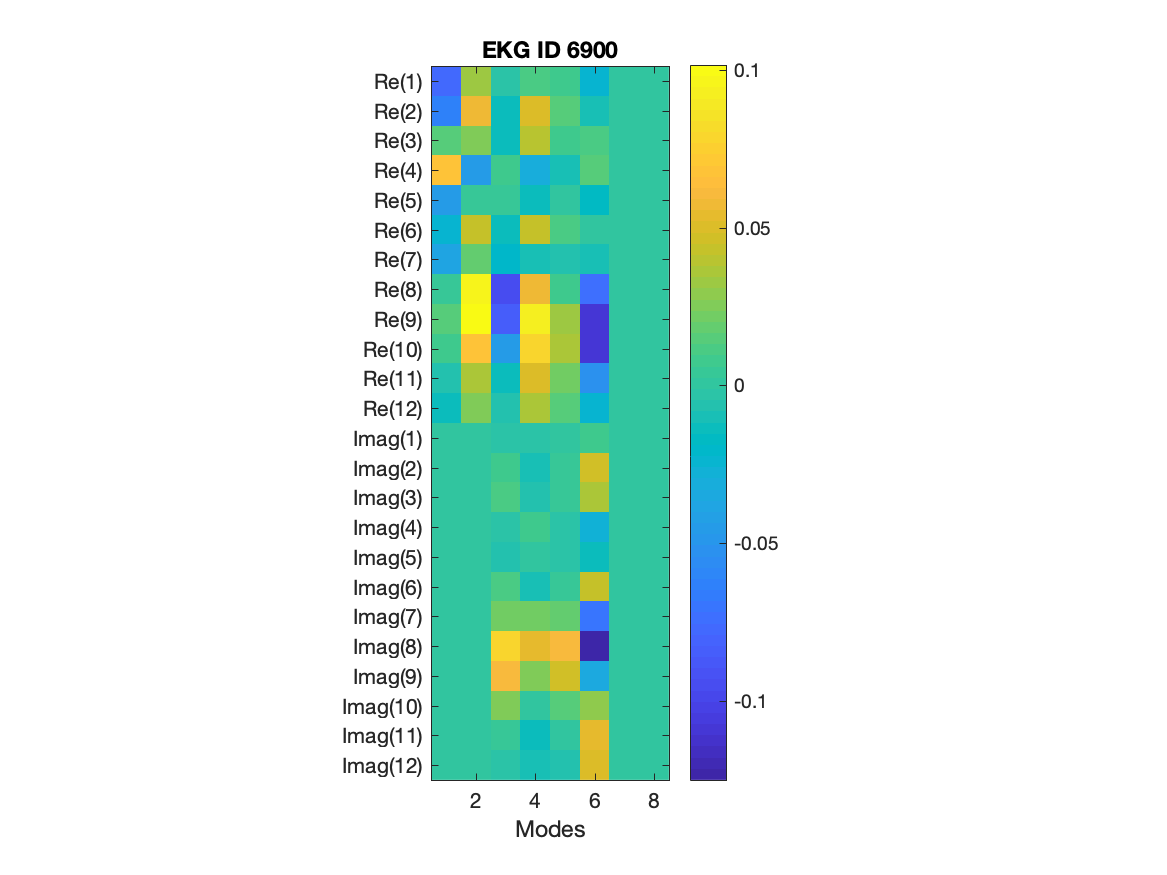 EKG ID 6900
Re(1)
Re(2)
Re(3)
Re(4)
Re(5)
Re(6)
Re(7)
Re(8)
Re(9)
Re(10)
Re(11)
Re(12)
Imag(1)
Imag(2)
Imag(3)
Imag(4)
Imag(5)
Imag(6)
Imag(7)
Imag(8)
Imag(9)
Imag(10)
Imag(11)
Imag(12)
2 4 6 8
Modes
0.1
0.05
0
-0.05
-0.1